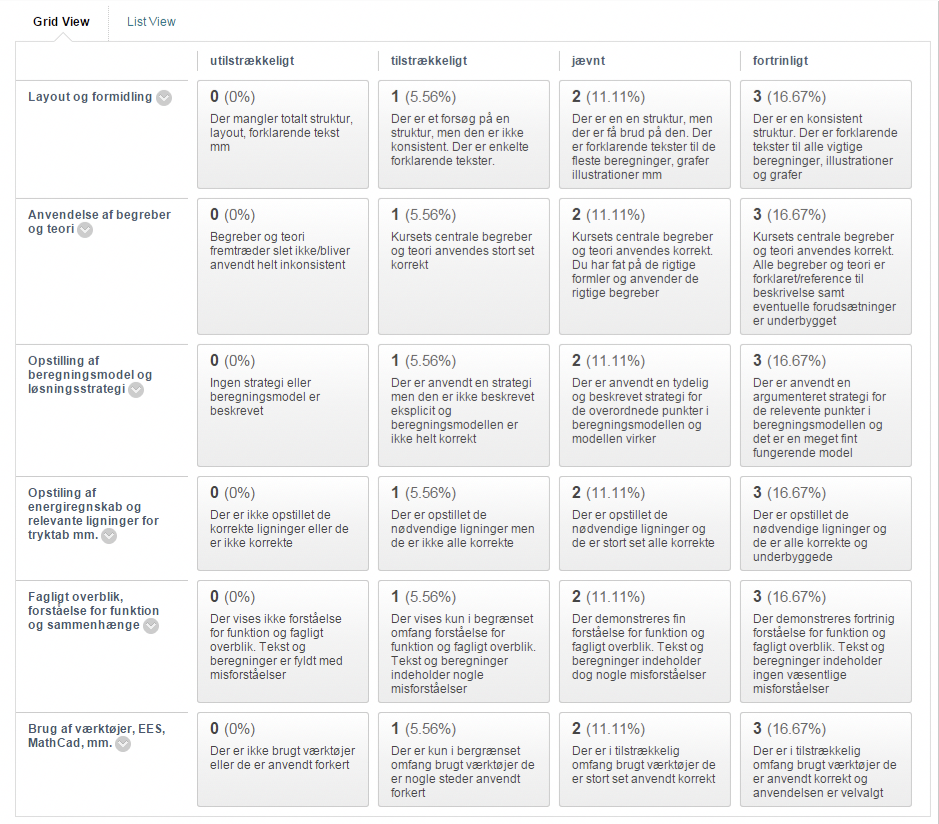 Grid View
List View
utilstrækkeligt
tilstrækkeligt
jævnt
fortrinligt
Layout og formidling
0 (0%)
Der mangler totalt struktur,
layout, forklarende tekst
mm
1 (5.56%)
Der er et forsøg på en
struktur, men den er ikke
konsistent. Der er enkelte
forklarende tekster.
2 (11.11%)
Der er en en struktur, men
der er få brud på den. Der
er forklarende tekster til de
fleste beregninger, grafer
illustrationer mm
3 (16.67%)
Der er en konsistent
struktur. Der er forklarende
tekster til alle vigtige
beregninger, illustrationer
og grafer
Anvendelse af begreber
og teori
0 (0%)
Begreber og teori
fremtræder slet ikke/bliver
anvendt helt inkonsistent
1 (5.56%)
Kursets centrale begreber
og teori anvendes stort set
korrekt
2 (11.11%)
Kursets centrale begreber
og teori anvendes korrekt.
Du har fat på de rigtige
formler og anvender de
rigtige begreber
3 (16.67%)
Kursets centrale begreber
og teori anvendes korrekt.
Alle begreber og teori er
forklaret/reference til
beskrivelse samt
eventuelle forudsætninger
er underbygget
Opstilling af
beregningsmodel og
løsningsstrategi
0 (0%)
Ingen strategi eller
beregningsmodel er
beskrevet
1 (5.56%)
Der er anvendt en strategi
men den er ikke beskrevet
eksplicit og
beregningsmodellen er
ikke helt korrekt
2 (11.11%)
Der er anvendt en tydelig
og beskrevet strategi for
de overordnede punkter i
beregningsmodellen og
modellen virker
3 (16.67%)
Der er anvendt en
argumenteret strategi for
de relevente punkter i
beregningsmodellen og
det er en meget fint
fungerende model
Opstiling af
energiregnskab og
relevante ligninger for
tryktab mm.
0 (0%)
Der er ikke opstillet de
korrekte ligninger eller de
er ikke korrekte
1 (5.56%)
Der er opstillet de
nødvendige ligninger men
de er ikke alle korrekte
2 (11.11%)
Der er opstillet de
nødvendige ligninger og
de er stort set alle korrekte
3 (16.67%)
Der er opstillet de
nødvendige ligninger og
de er alle korrekte og
underbyggede
Fagligt overblik,
forståelse for funktion
og sammenhænge
0 (0%)
Der vises ikke forståelse
for funktion og fagligt
overblik. Tekst og
beregninger er fyldt med
misforståelser
1 (5.56%)
Der vises kun i begrænset
omfang forståelse for
funktion og fagligt overblik.
Tekst og beregninger
indeholder nogle
misforståelser
2 (11.11%)
Der demonstreres fin
forståelse for funktion og
fagligt overblik. Tekst og
beregninger indeholder
dog nogle misforståelser
3 (16.67%)
Der demonstreres fortrinig
forståelse for funktion og
fagligt overblik. Tekst og
beregninger indeholder
ingen væsentlige
misforståelser
Brug af værktøjer, EES,
MathCad, mm.
0 (0%)
Der er ikke brugt værktøjer
eller de er anvendt forkert
1 (5.56%)
Der er kun i bergrænset
omfang brugt værktøjer de
er nogle steder anvendt
forkert
2 (11.11%)
Der er i tilstrækkelig
omfang brugt værktøjer de
er stort set anvendt korrekt
3 (16.67%)
Der er i tilstrækkelig
omfang brugt værktøjer de
er anvendt korrekt og
anvendelsen er velvalgt